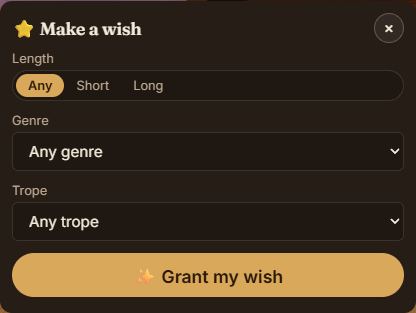 ⭐ Make a wish ×
Length
Any Short Long
Genre
Any genre
Trope
Any trope
✨ Grant my wish